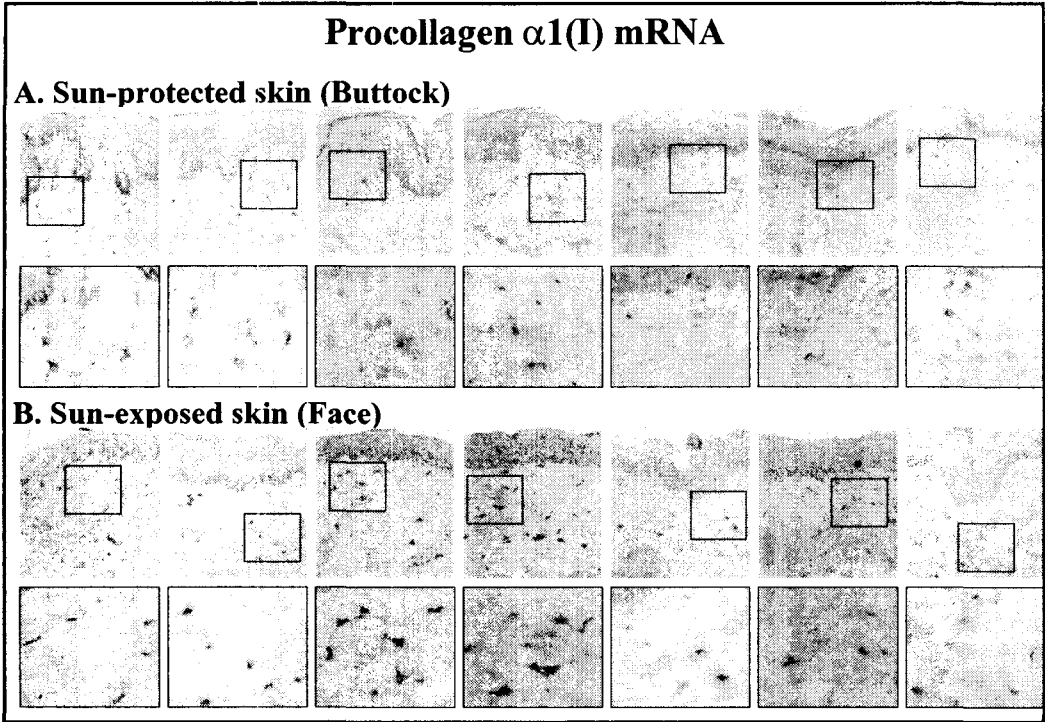 Procollagen α1(I) mRNA
A. Sun-protected skin (Buttock)
B. Sun-exposed skin (Face)